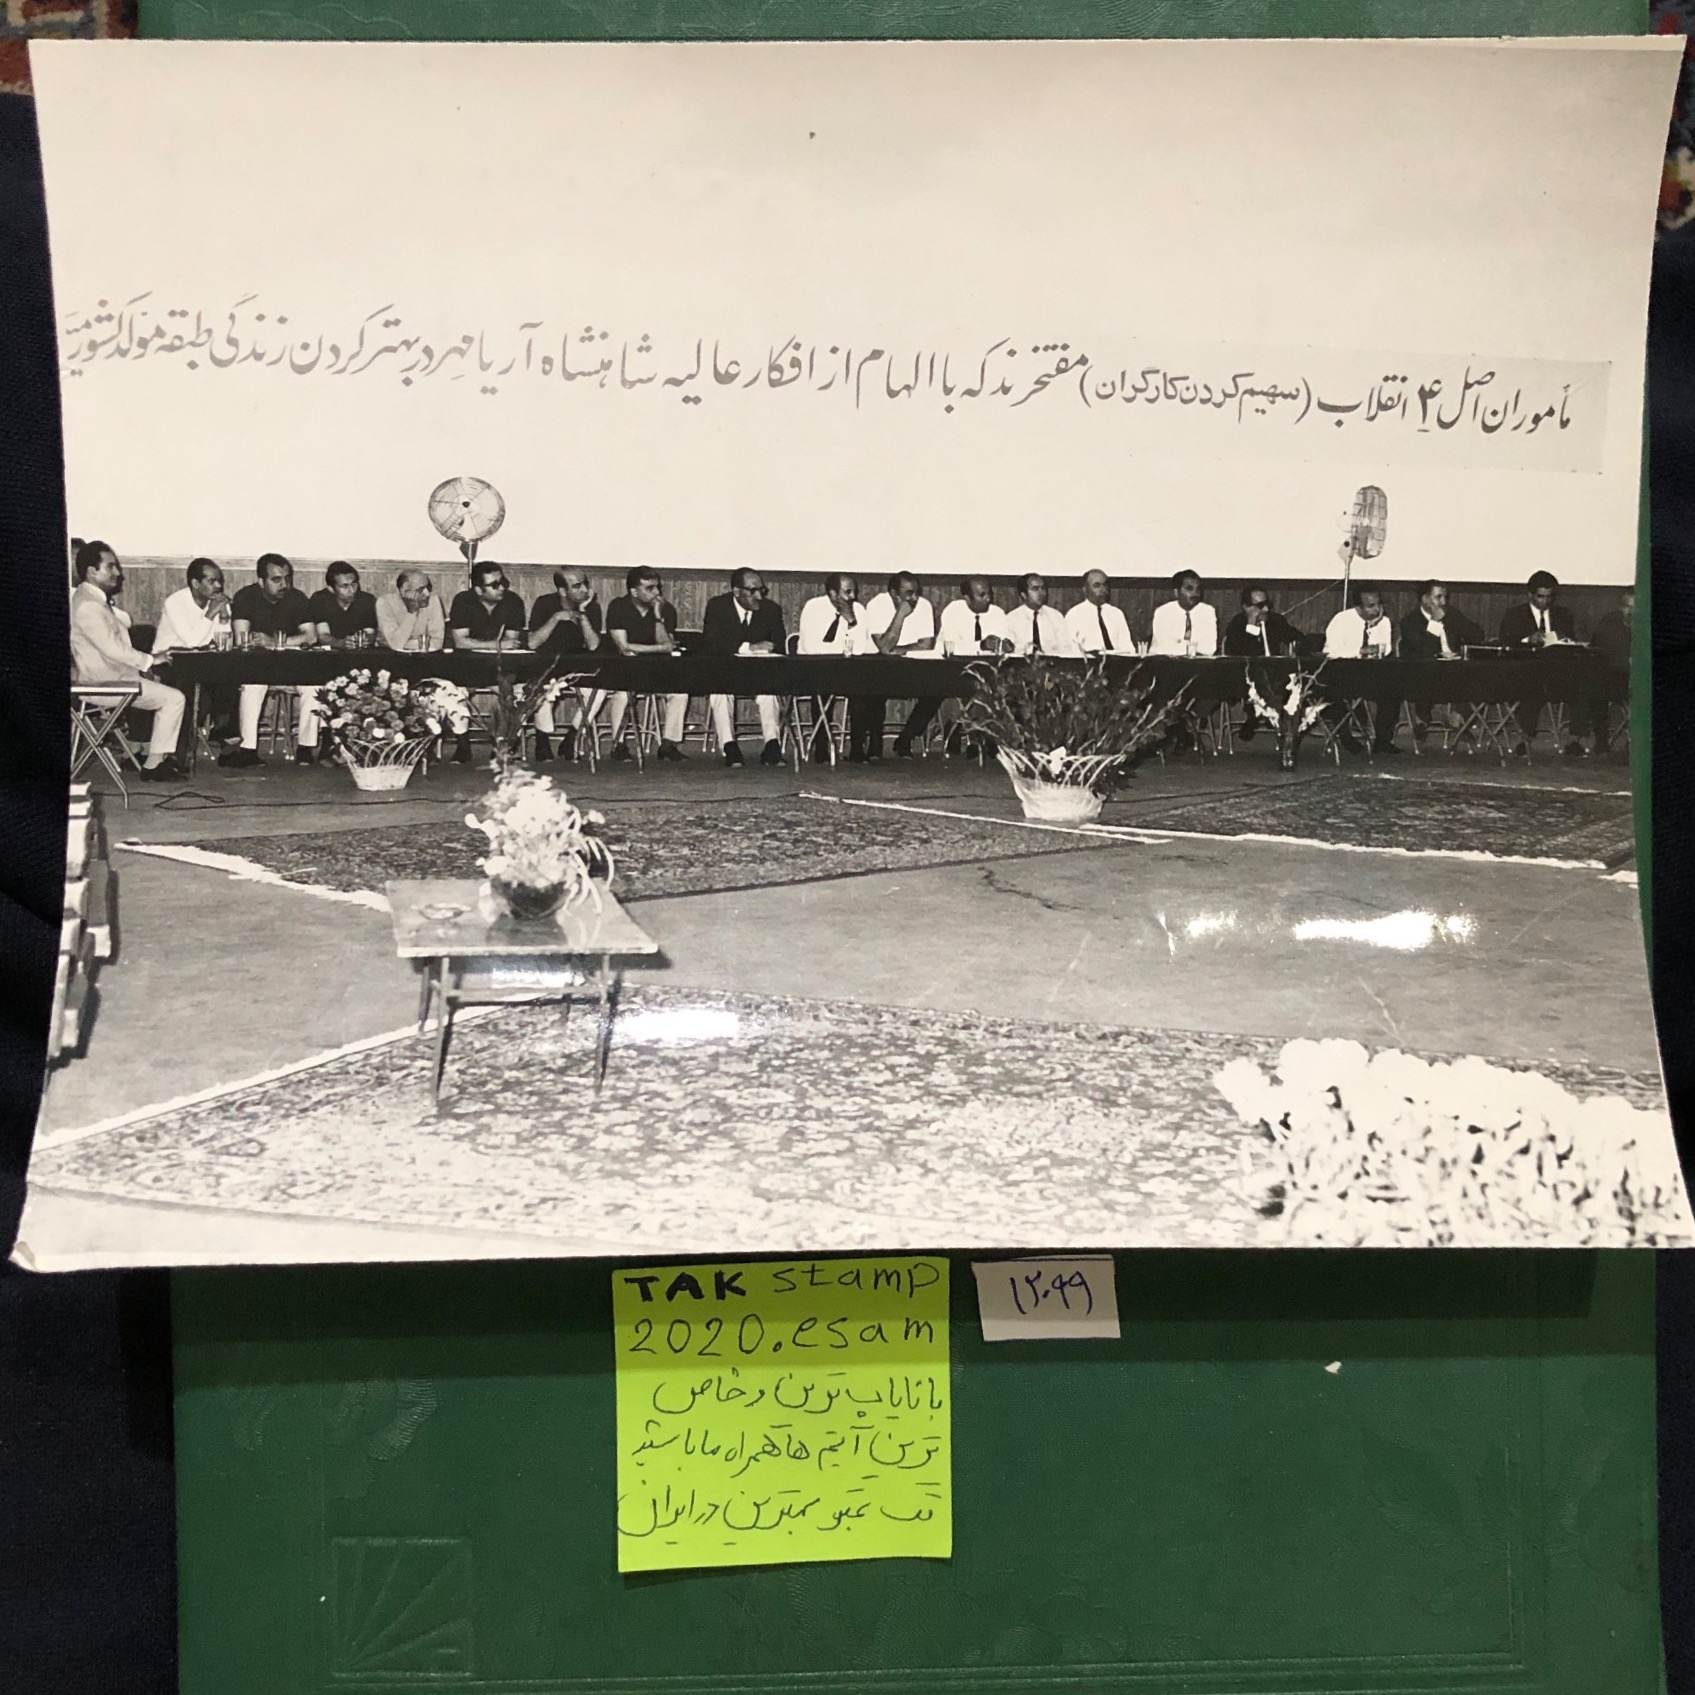 مأموران اصل ۴ انقلاب (سهیم کردن کارگران) مفتخرند که با الهام از افکار عالیه شاهنشاه آریامهر در بهتر کردن زندگی طبقه مولد کشور
TAK stamp
2020.esam
با نایاب ترین و خاص
ترین آیتم ها همراه ما باشید
تک تمبر بهترین در ایران
۱۲۰۹۹